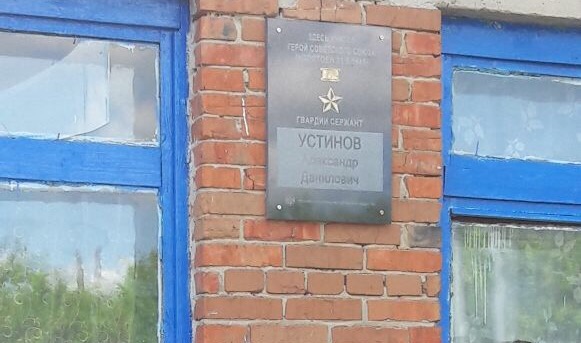 ЗДЕСЬ
ГЕРОЙ СОВЕТСКОГО СОЮЗА
ГВАРДИИ СЕРЖАНТ
УСТИНОВ
Александр
Данилович